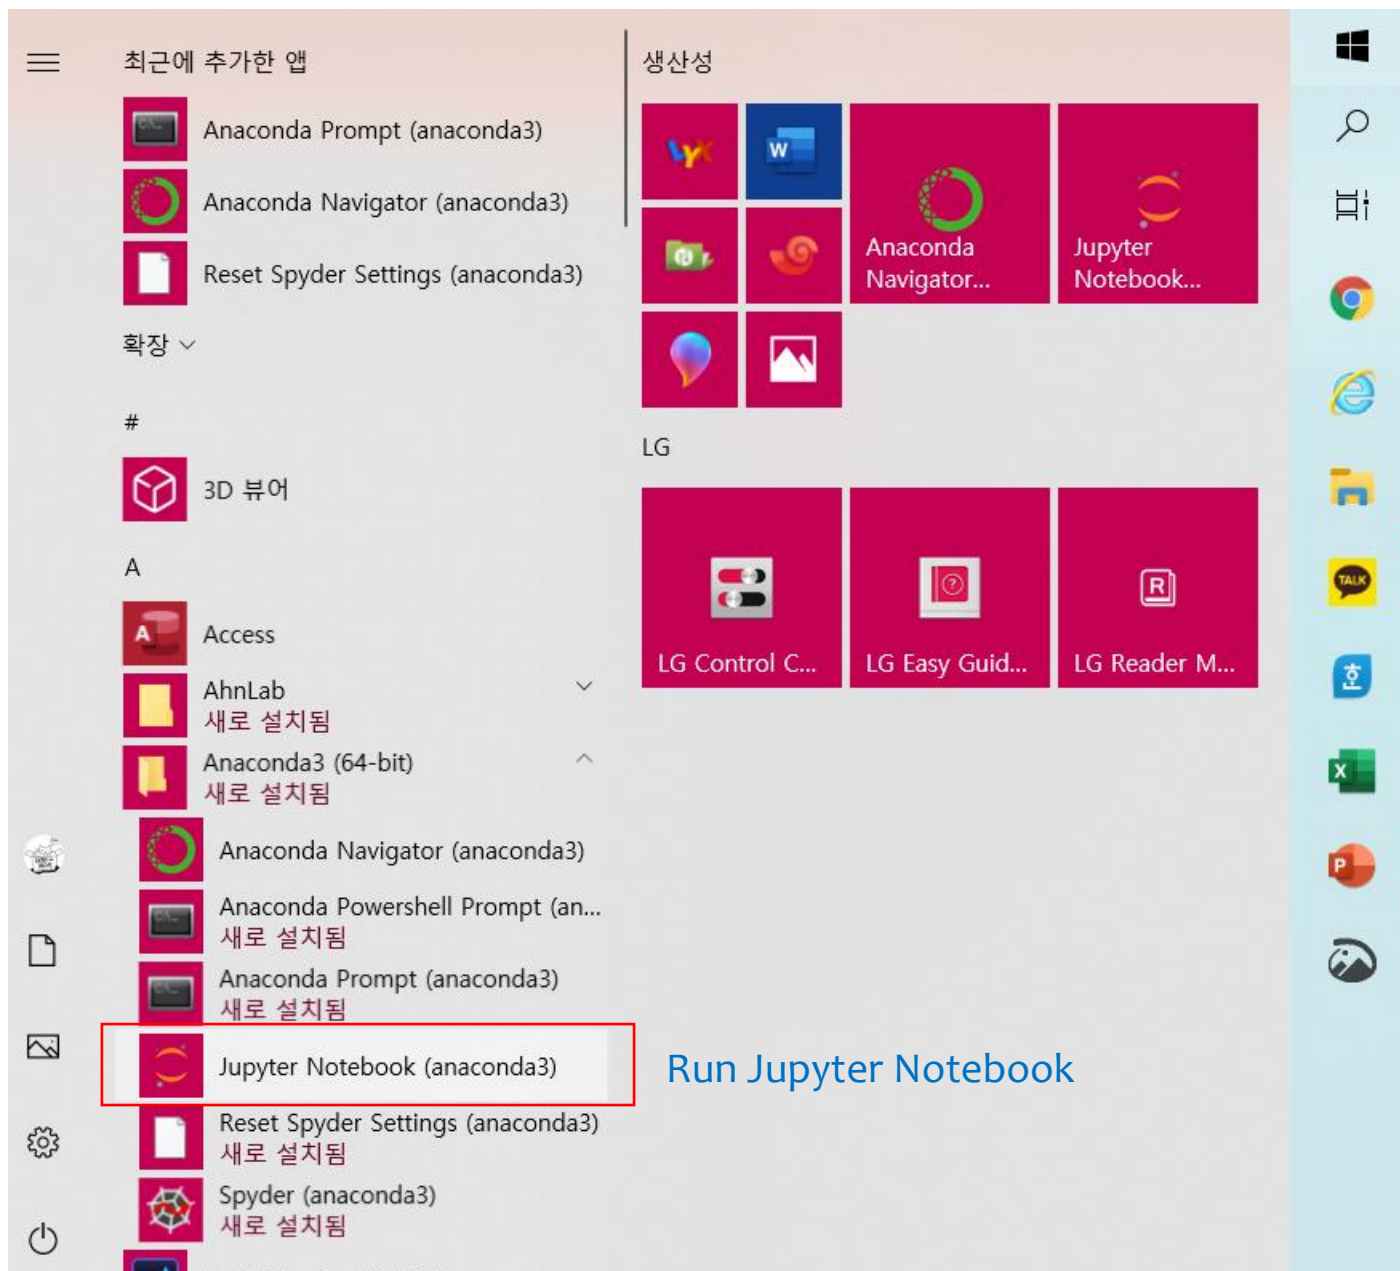 최근에 추가한 앱
Anaconda Prompt (anaconda3)
Anaconda Navigator (anaconda3)
Reset Spyder Settings (anaconda3)
확장
#
3D 뷰어
A
Access
AhnLab
새로 설치됨
Anaconda3 (64-bit)
새로 설치됨
Anaconda Navigator (anaconda3)
Anaconda Powershell Prompt (an...
새로 설치됨
Anaconda Prompt (anaconda3)
새로 설치됨
Jupyter Notebook (anaconda3)
Reset Spyder Settings (anaconda3)
새로 설치됨
Spyder (anaconda3)
새로 설치됨
생산성
LyX
W
Anaconda
Navigator...
Jupyter
Notebook...
LG
LG Control C...
LG Easy Guid...
LG Reader M...
Run Jupyter Notebook
TALK
호
X
P